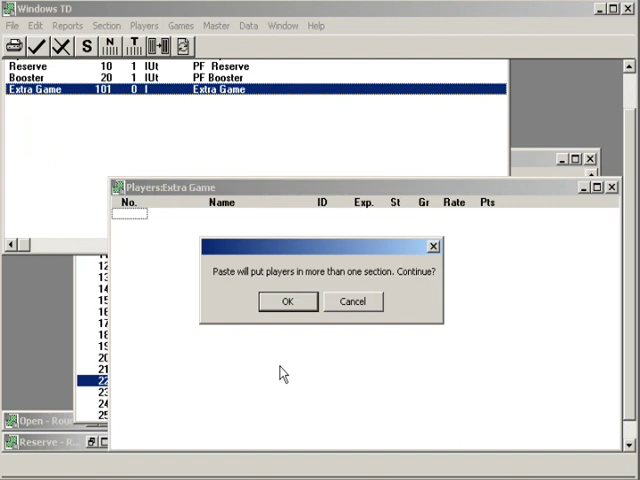 Windows TD
File Edit Reports Section Players Games Master Data Window Help
S N T
Reserve 10 1 IUt PF Reserve
Booster 20 1 IUt PF Booster
Extra Game 101 0 I Extra Game
Players:Extra Game
No. Name ID Exp. St Gr Rate Pts
Paste will put players in more than one section. Continue?
OK Cancel
12
13
14
15
16
17
18
19
20
21
22
23
24
25
Open - Rou
Reserve - R...